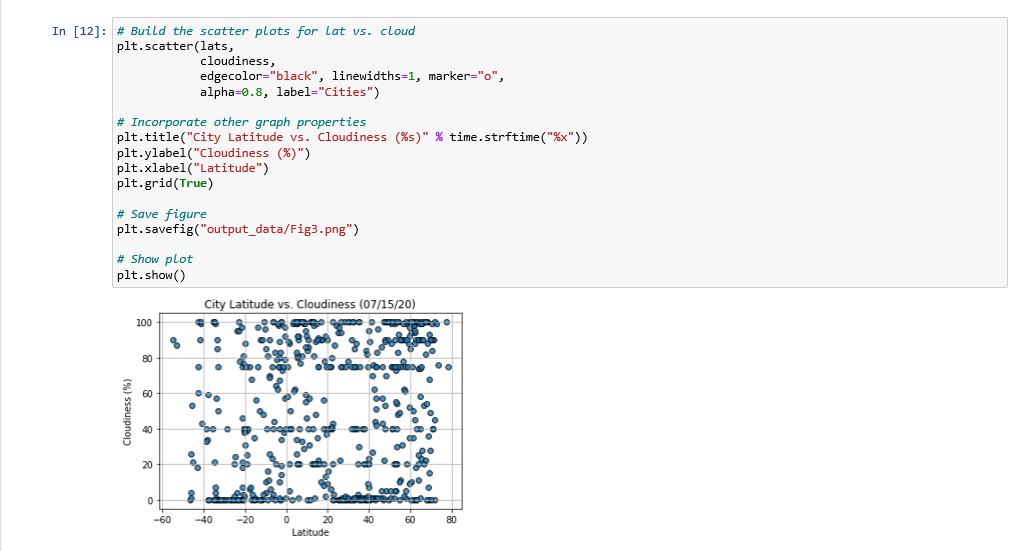 In [12]: # Build the scatter plots for lat vs. cloud
plt.scatter(lats,
            cloudiness,
            edgecolor="black", linewidths=1, marker="o",
            alpha=0.8, label="Cities")
# Incorporate other graph properties
plt.title("City Latitude vs. Cloudiness (%s)" % time.strftime("%x"))
plt.ylabel("Cloudiness (%)")
plt.xlabel("Latitude")
plt.grid(True)
# Save figure
plt.savefig("output_data/Fig3.png")
# Show plot
plt.show()
City Latitude vs. Cloudiness (07/15/20)
100
80
60
40
20
0
Cloudiness (%)
−60 −40 −20 0 20 40 60 80
Latitude